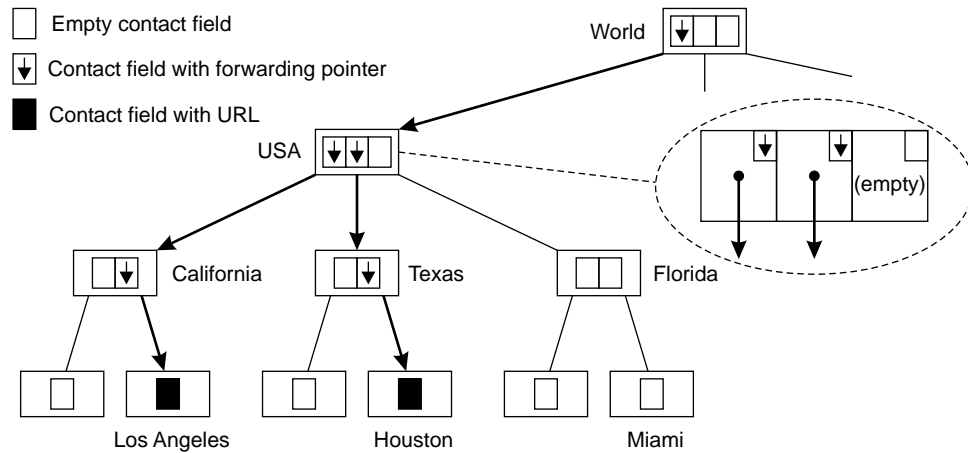 Empty contact field
Contact field with forwarding pointer
Contact field with URL
World
USA
(empty)
California
Texas
Florida
Los Angeles
Houston
Miami